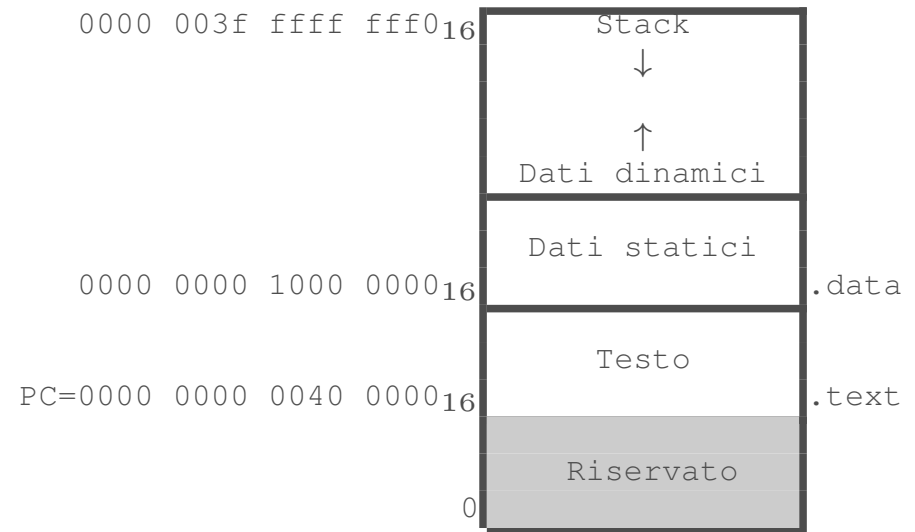 0000 003f ffff fff0₁₆ Stack
↓
↑
Dati dinamici
Dati statici
0000 0000 1000 0000₁₆ .data
Testo
PC=0000 0000 0040 0000₁₆ .text
Riservato
0